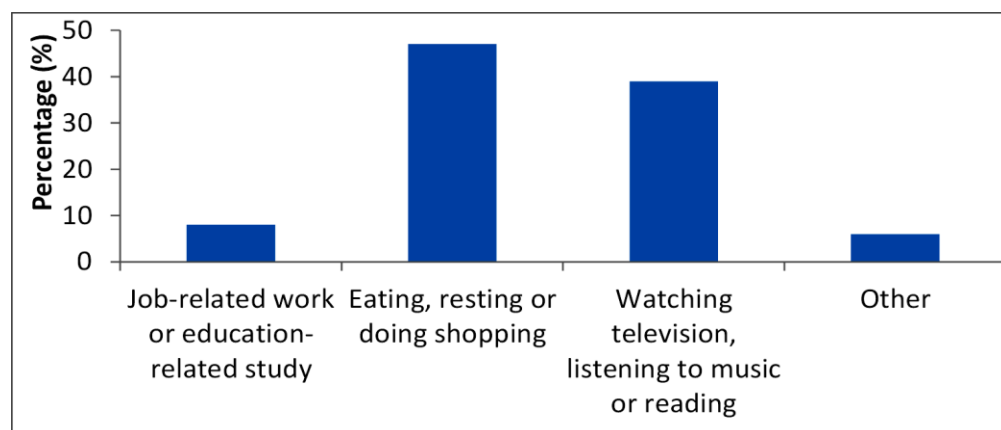 Percentage (%)
50
40
30
20
10
0
Job-related work
or education-
related study
Eating, resting or
doing shopping
Watching
television,
listening to music
or reading
Other